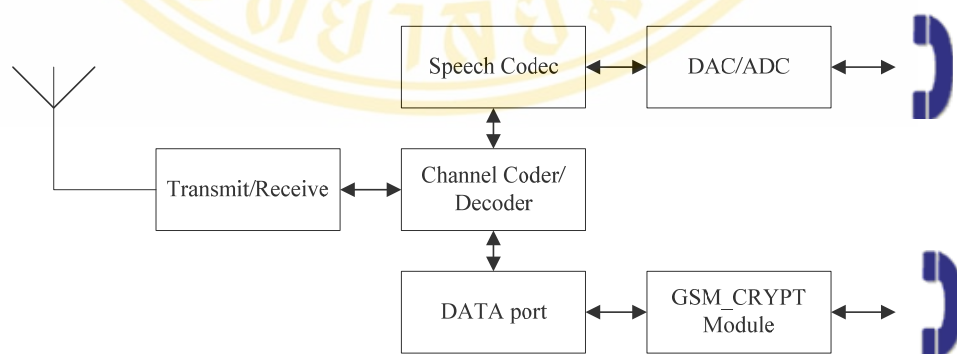 Speech Codec
DAC/ADC
Transmit/Receive
Channel Coder/
Decoder
DATA port
GSM_CRYPT
Module